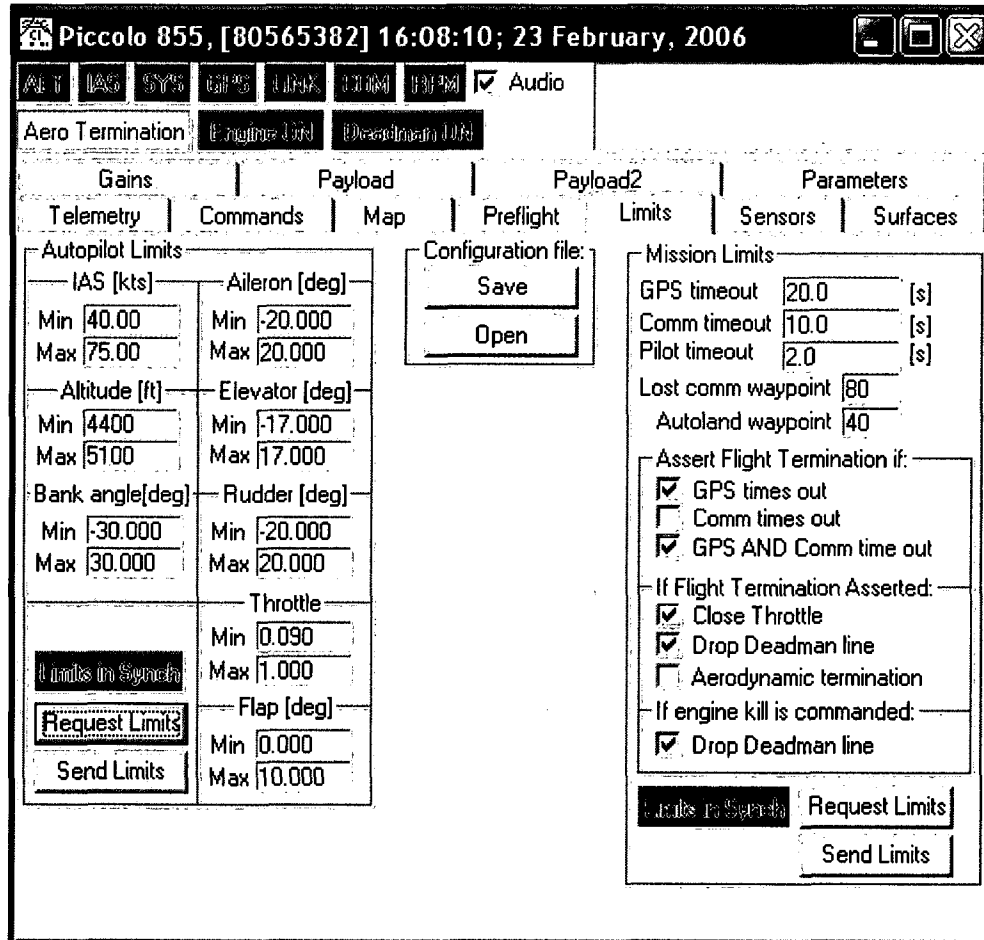 Piccolo 855, [80565382] 16:08:10; 23 February, 2006
ALT IAS SYS GPS LINK COM RPM Audio
Aero Termination Engine ON Deadman ON
Gains Payload Payload2 Parameters
Telemetry Commands Map Preflight Limits Sensors Surfaces
Autopilot Limits
IAS [kts]
Min 40.00
Max 75.00
Altitude [ft]
Min 4400
Max 5100
Bank angle[deg]
Min -30.000
Max 30.000
Limits in Synch
Request Limits
Send Limits
Aileron [deg]
Min -20.000
Max 20.000
Elevator [deg]
Min -17.000
Max 17.000
Rudder [deg]
Min -20.000
Max 20.000
Throttle
Min 0.090
Max 1.000
Flap [deg]
Min 0.000
Max 10.000
Configuration file:
Save
Open
Mission Limits
GPS timeout 20.0 [s]
Comm timeout 10.0 [s]
Pilot timeout 2.0 [s]
Lost comm waypoint 80
Autoland waypoint 40
Assert Flight Termination if:
GPS times out
Comm times out
GPS AND Comm time out
If Flight Termination Asserted:
Close Throttle
Drop Deadman line
Aerodynamic termination
If engine kill is commanded:
Drop Deadman line
Limits in Synch Request Limits
Send Limits